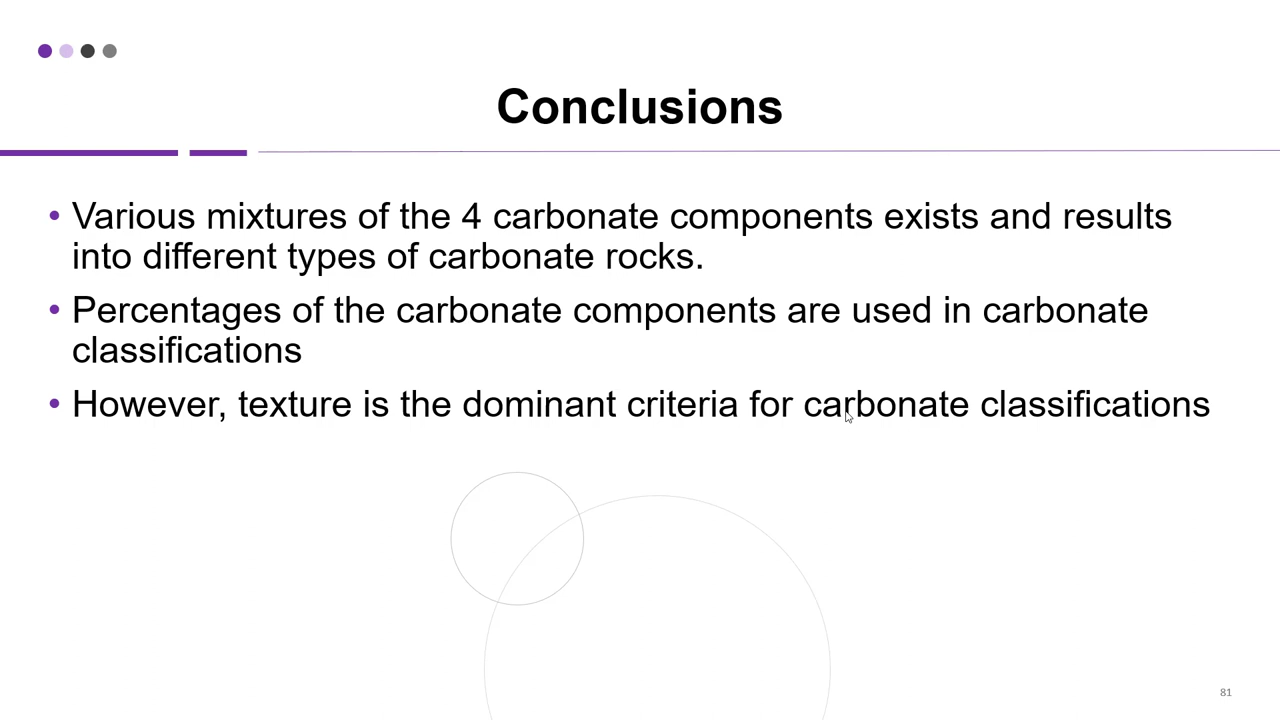 Conclusions
• Various mixtures of the 4 carbonate components exists and results
into different types of carbonate rocks.
• Percentages of the carbonate components are used in carbonate
classifications
• However, texture is the dominant criteria for carbonate classifications
81